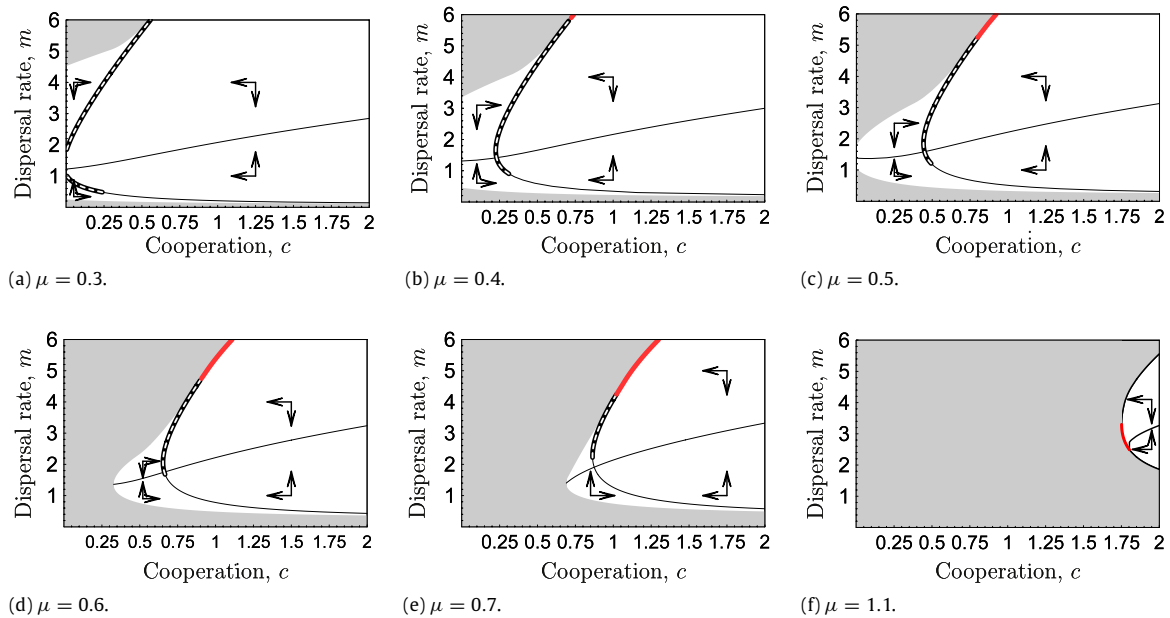 Dispersal rate, m
6
5
4
3
2
1
0.25 0.5 0.75 1 1.25 1.5 1.75 2
Cooperation, c
(a) μ = 0.3.
Dispersal rate, m
6
5
4
3
2
1
0.25 0.5 0.75 1 1.25 1.5 1.75 2
Cooperation, c
(b) μ = 0.4.
Dispersal rate, m
6
5
4
3
2
1
0.25 0.5 0.75 1 1.25 1.5 1.75 2
Cooperation, c
(c) μ = 0.5.
Dispersal rate, m
6
5
4
3
2
1
0.25 0.5 0.75 1 1.25 1.5 1.75 2
Cooperation, c
(d) μ = 0.6.
Dispersal rate, m
6
5
4
3
2
1
0.25 0.5 0.75 1 1.25 1.5 1.75 2
Cooperation, c
(e) μ = 0.7.
Dispersal rate, m
6
5
4
3
2
1
0.25 0.5 0.75 1 1.25 1.5 1.75 2
Cooperation, c
(f) μ = 1.1.